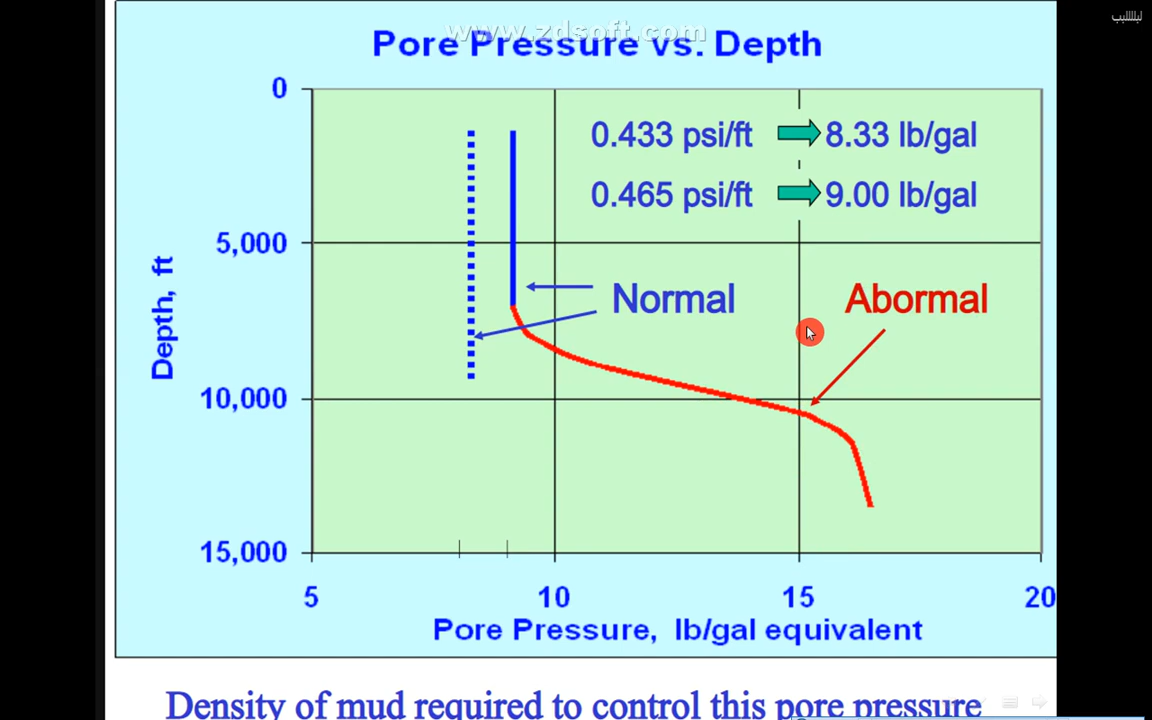 لبللللبب
www.zdsoft.com
Pore Pressure vs. Depth
0
0.433 psi/ft 8.33 lb/gal
0.465 psi/ft 9.00 lb/gal
5,000
Normal
Abormal
Depth, ft
10,000
15,000
5 10 15 20
Pore Pressure, lb/gal equivalent
Density of mud required to control this pore pressure